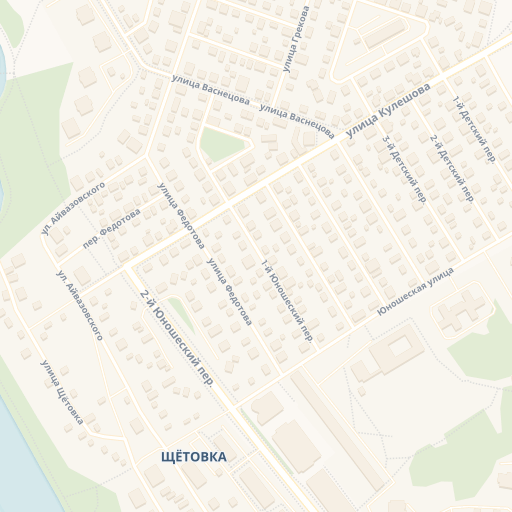 улица Грекова
улица Васнецова
улица Васнецова
улица Кулешова
1-й Детский пер.
2-й Детский пер.
3-й Детский пер.
ул. Айвазовского
пер. Федотова
улица Федотова
улица Федотова
1-й Юношеский пер.
Юношеская улица
ул. Айвазовского
2-й Юношеский пер.
улица Щётовка
ЩЁТОВКА